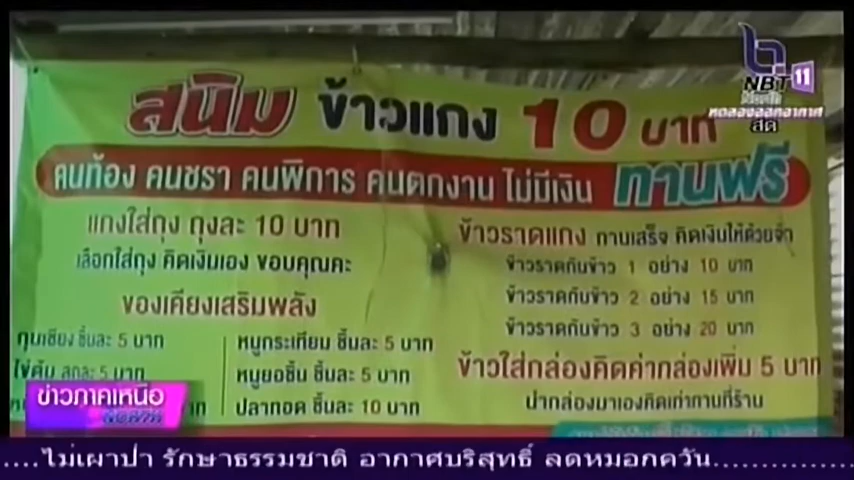 NBT 11
North
ทดลองออกอากาศ
สด
สนิม ข้าวแกง 10 บาท
คนท้อง คนชรา คนพิการ คนตกงาน ไม่มีเงิน ทานฟรี
แกงใส่ถุง ถุงละ 10 บาท
เลือกใส่ถุง คิดเงินเอง ขอบคุณคะ
ของเคียงเสริมพลัง
กุนเชียง ชิ้นละ 5 บาท
ไข่ต้ม ลูกละ 5 บาท
หมูกระเทียม ชิ้นละ 5 บาท
หมูยอชิ้น ชิ้นละ 5 บาท
ปลาทอด ชิ้นละ 10 บาท
ข้าวราดแกง ทานเสร็จ คิดเงินให้ด้วยจ้า
ข้าวราดกับข้าว 1 อย่าง 10 บาท
ข้าวราดกับข้าว 2 อย่าง 15 บาท
ข้าวราดกับข้าว 3 อย่าง 20 บาท
ข้าวใส่กล่องคิดค่ากล่องเพิ่ม 5 บาท
นำกล่องมาเองคิดเท่าทานที่ร้าน
ข่าวภาคเหนือ
....ไม่เผาป่า รักษาธรรมชาติ อากาศบริสุทธิ์ ลดหมอกควัน................